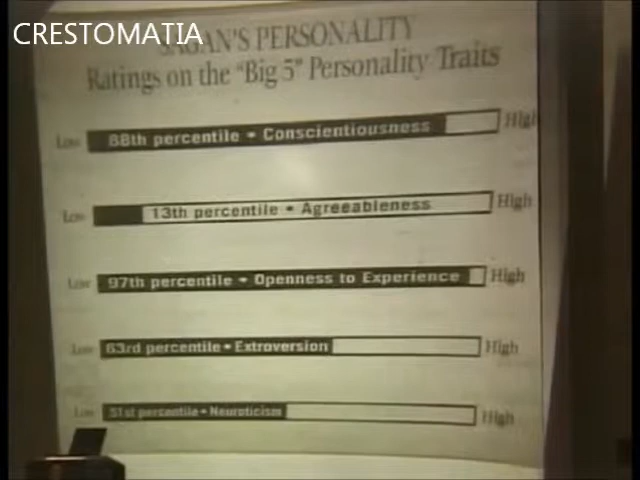 CRESTOMATIA
SAGAN'S PERSONALITY
Ratings on the "Big 5" Personality Traits
Low 88th percentile • Conscientiousness High
Low 13th percentile • Agreeableness High
Low 97th percentile • Openness to Experience High
Low 63rd percentile • Extroversion High
Low 51st percentile • Neuroticism High